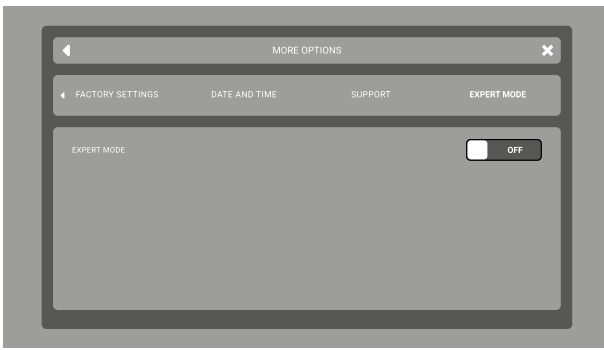 MORE OPTIONS
FACTORY SETTINGS DATE AND TIME SUPPORT EXPERT MODE
EXPERT MODE OFF